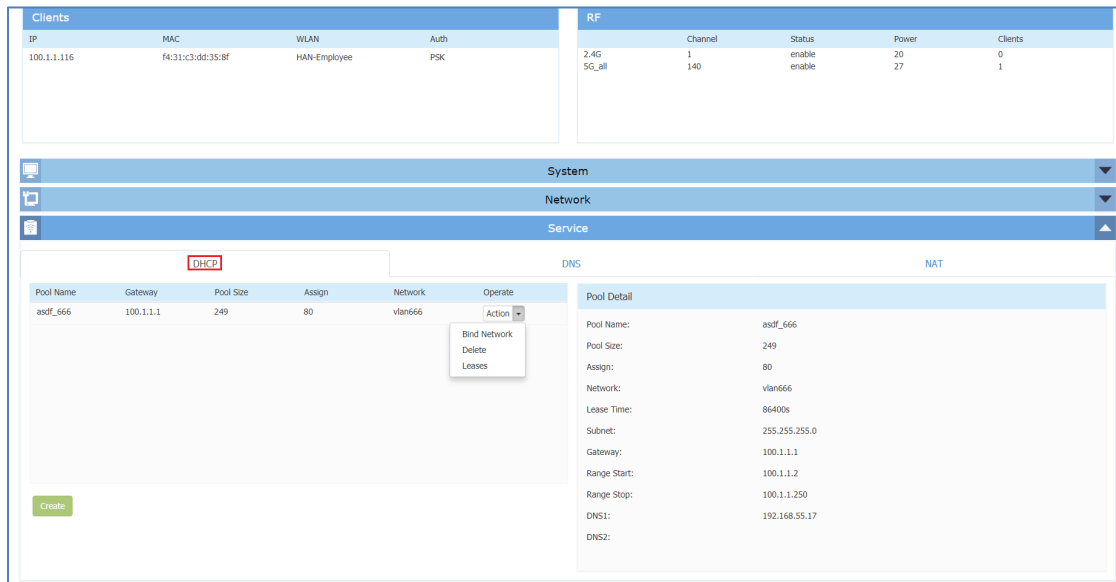 Clients
IP MAC WLAN Auth
100.1.1.116 f4:31:c3:dd:35:8f HAN-Employee PSK
RF
Channel Status Power Clients
2.4G 1 enable 20 0
5G_all 140 enable 27 1
System
Network
Service
DHCP DNS NAT
Pool Name Gateway Pool Size Assign Network Operate
asdf_666 100.1.1.1 249 80 vlan666 Action
Bind Network
Delete
Leases
Create
Pool Detail
Pool Name: asdf_666
Pool Size: 249
Assign: 80
Network: vlan666
Lease Time: 86400s
Subnet: 255.255.255.0
Gateway: 100.1.1.1
Range Start: 100.1.1.2
Range Stop: 100.1.1.250
DNS1: 192.168.55.17
DNS2: